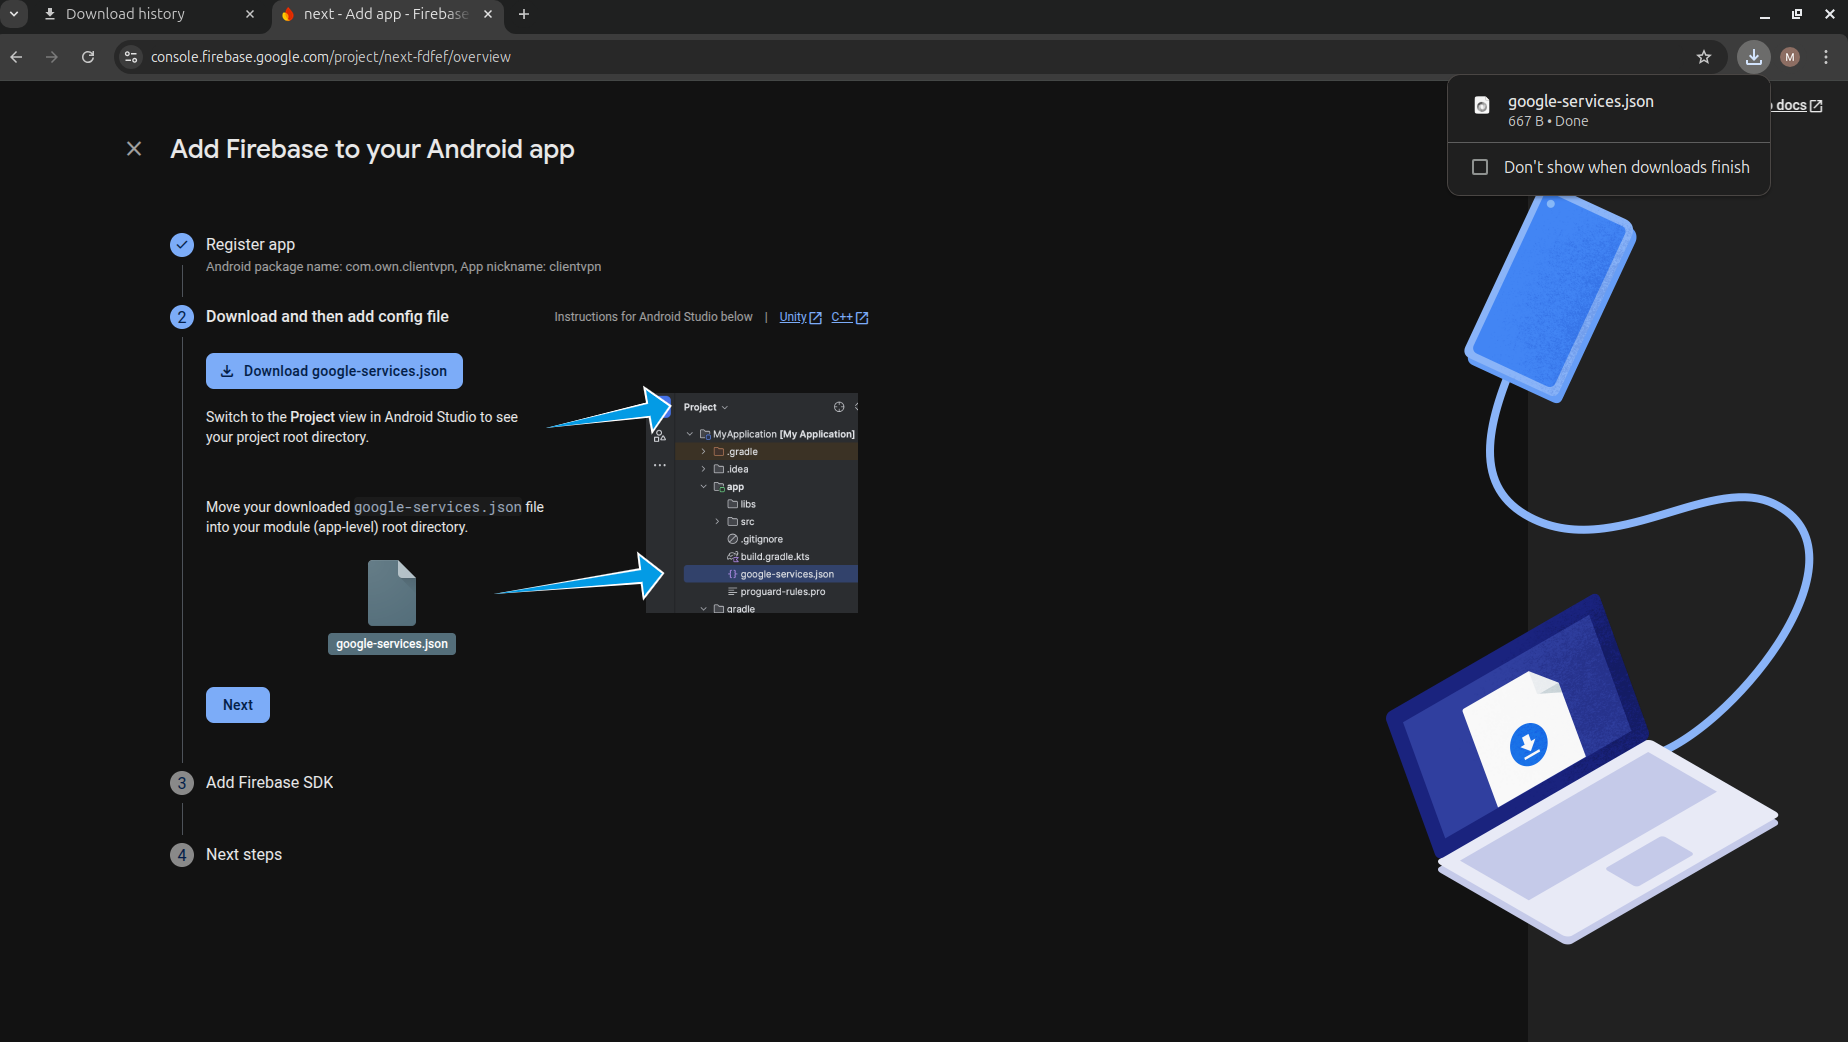 Download history
next - Add app - Firebase
console.firebase.google.com/project/next-fdfef/overview
M
google-services.json
667 B • Done
Don't show when downloads finish
docs
Add Firebase to your Android app
Register app
Android package name: com.own.clientvpn, App nickname: clientvpn
2 Download and then add config file
Instructions for Android Studio below | Unity C++
Download google-services.json
Switch to the Project view in Android Studio to see
your project root directory.
Move your downloaded google-services.json file
into your module (app-level) root directory.
google-services.json
Project
MyApplication [My Application]
.gradle
.idea
app
libs
src
.gitignore
build.gradle.kts
{} google-services.json
proguard-rules.pro
gradle
Next
3 Add Firebase SDK
4 Next steps